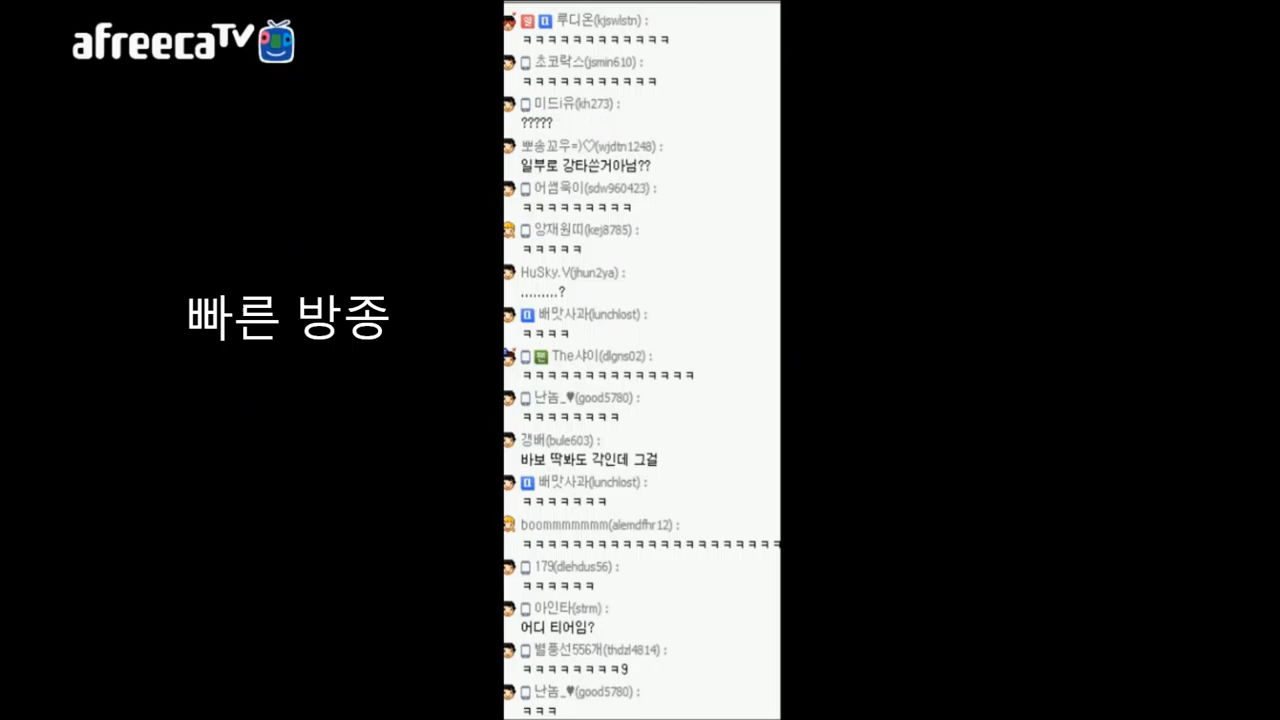 afreecaTV
빠른 방종
루디온(kjswlstn) :
ㅋㅋㅋㅋㅋㅋㅋㅋㅋㅋㅋㅋ
초코락스(jsmin610) :
ㅋㅋㅋㅋㅋㅋㅋㅋㅋㅋㅋ
미드i유(kh273) :
?????
뽀송꼬우=)♡(wjdtn1248) :
일부로 강타쓴거아님??
어썸욱이(sdw960423) :
ㅋㅋㅋㅋㅋㅋㅋㅋㅋ
양재원띠(kej8785) :
ㅋㅋㅋㅋㅋ
HuSky.V(jhun2ya) :
.........?
배맛사과(lunchlost) :
ㅋㅋㅋㅋ
The샤이(dlgns02) :
ㅋㅋㅋㅋㅋㅋㅋㅋㅋㅋㅋㅋㅋㅋ
난놈_♥(good5780) :
ㅋㅋㅋㅋㅋㅋㅋㅋ
갱배(bule603) :
바보 딱봐도 각인데 그걸
배맛사과(lunchlost) :
ㅋㅋㅋㅋㅋㅋㅋ
boommmmmmm(alemdfhr12) :
ㅋㅋㅋㅋㅋㅋㅋㅋㅋㅋㅋㅋㅋㅋㅋㅋㅋㅋㅋㅋㅋ
179(dlehdus56) :
ㅋㅋㅋㅋㅋㅋ
아인타(strm) :
어디 티어임?
별풍선556개(thdzl4814) :
ㅋㅋㅋㅋㅋㅋㅋㅋ9
난놈_♥(good5780) :
ㅋㅋㅋ